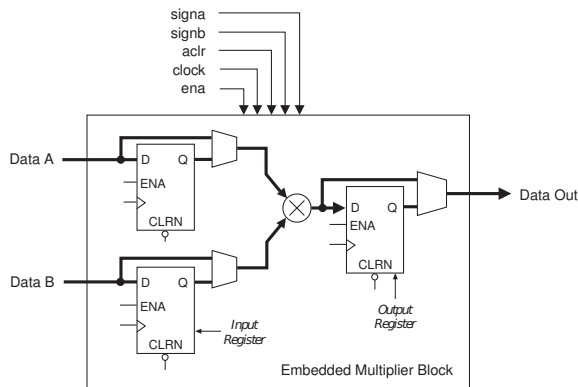 signa
signb
aclr
clock
ena
Data A
D Q
ENA
CLRN
Data B
D Q
ENA
CLRN
Input
Register
D Q
ENA
CLRN
Data Out
Output
Register
Embedded Multiplier Block